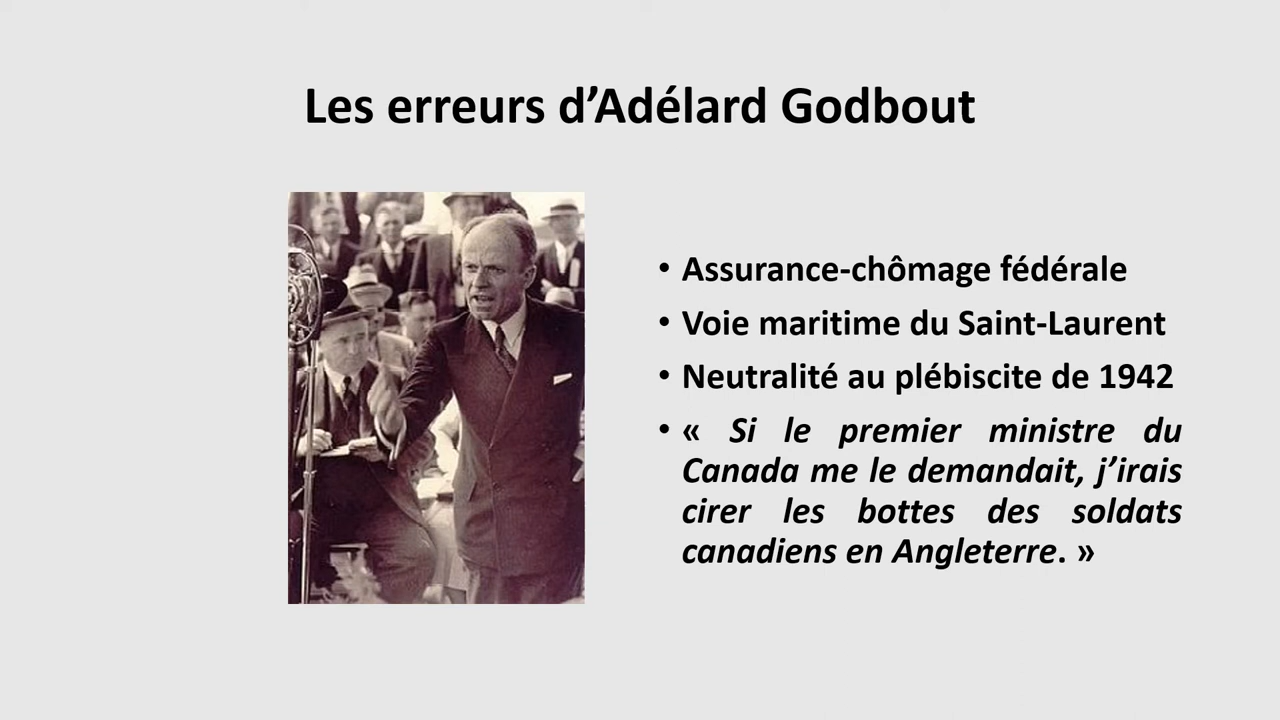 Les erreurs d’Adélard Godbout
• Assurance-chômage fédérale
• Voie maritime du Saint-Laurent
• Neutralité au plébiscite de 1942
• « Si le premier ministre du
Canada me le demandait, j’irais
cirer les bottes des soldats
canadiens en Angleterre. »